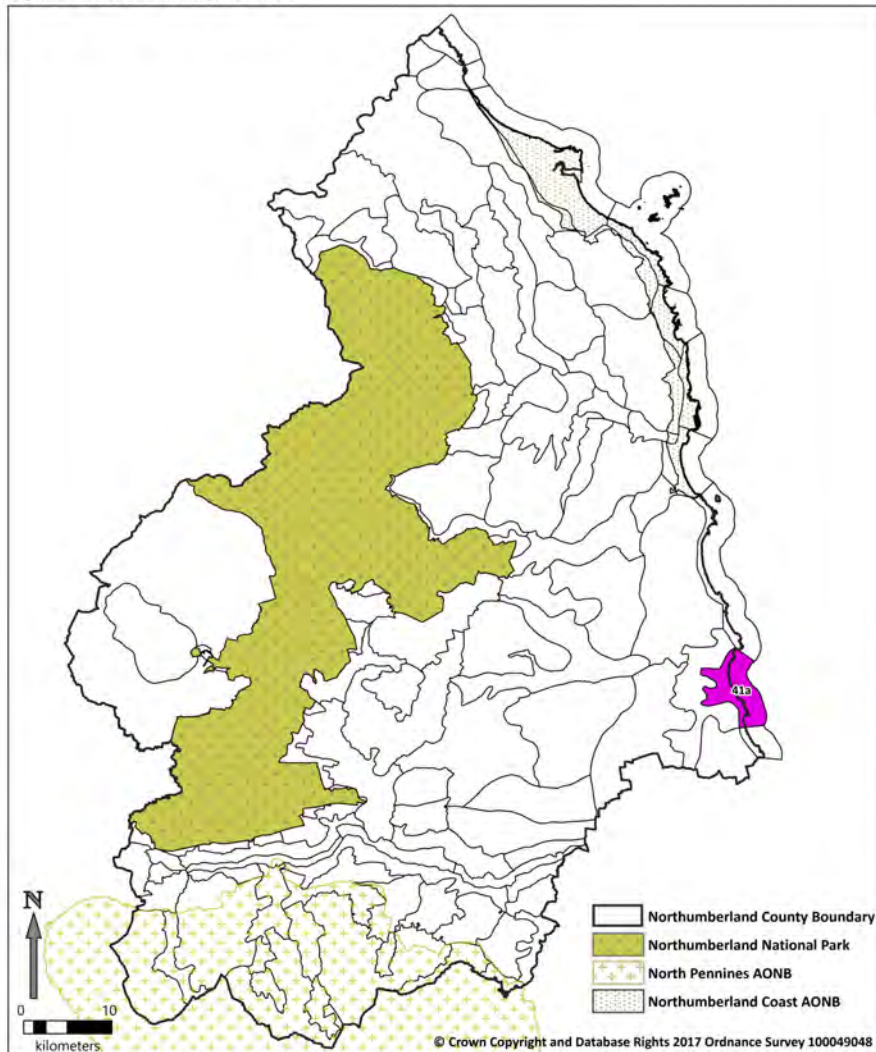 41a
N
0 10
kilometers
Northumberland County Boundary
Northumberland National Park
North Pennines AONB
Northumberland Coast AONB
© Crown Copyright and Database Rights 2017 Ordnance Survey 100049048